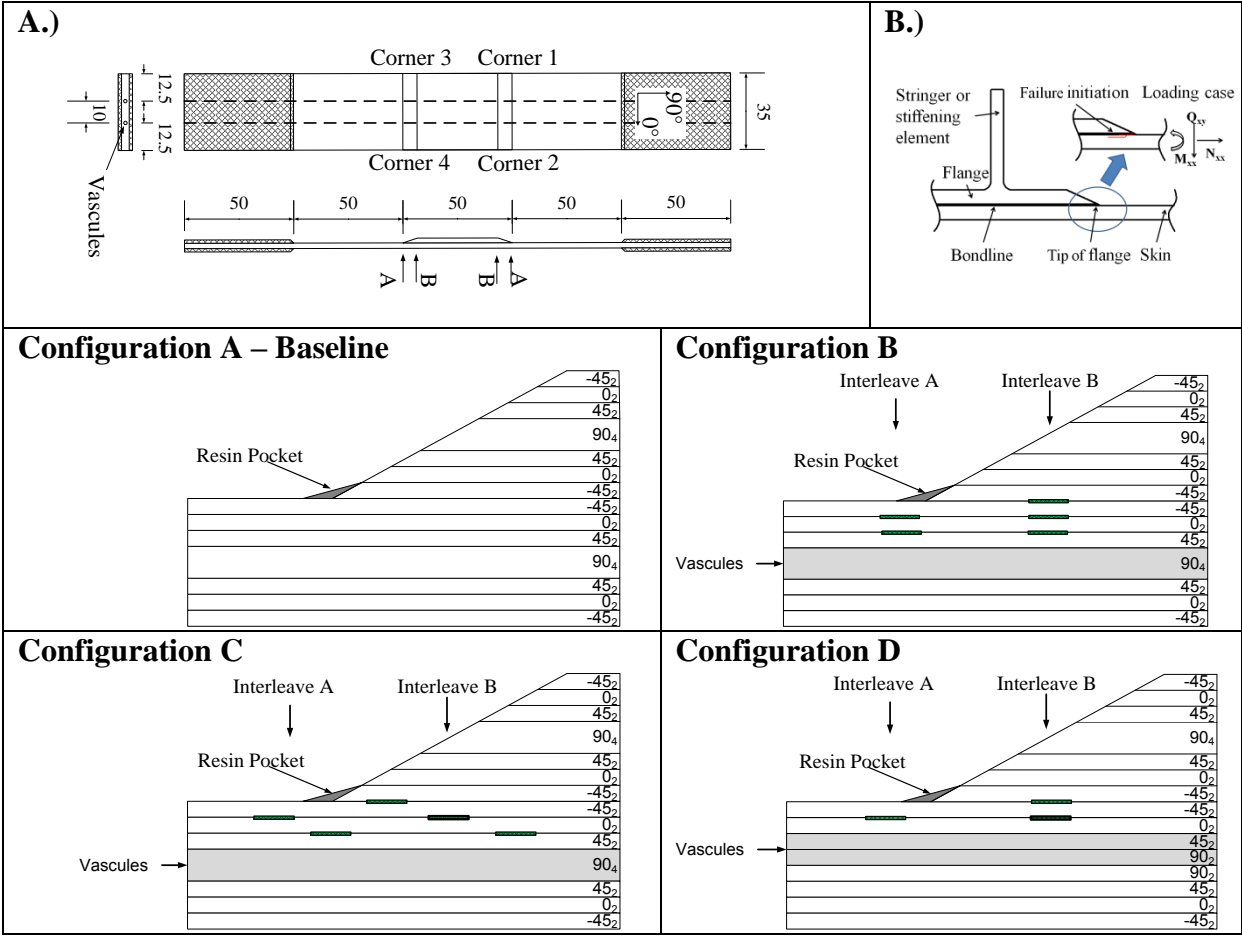 A.)
Corner 3 Corner 1
12.5
10
12.5
90°
0°
35
Corner 4 Corner 2
Vascules
50 50 50 50 50
A B B A
B.)
Stringer or
stiffening
element
Failure initiation Loading case
Qxy
Mxx Nxx
Flange
Bondline Tip of flange Skin
Configuration A – Baseline
Resin Pocket
-45₂
0₂
45₂
90₄
45₂
0₂
-45₂
-45₂
0₂
45₂
90₄
45₂
0₂
-45₂
Configuration B
Interleave A Interleave B
Resin Pocket
Vascules
-45₂
0₂
45₂
90₄
45₂
0₂
-45₂
-45₂
0₂
45₂
90₄
45₂
0₂
-45₂
Configuration C
Interleave A Interleave B
Resin Pocket
Vascules
-45₂
0₂
45₂
90₄
45₂
0₂
-45₂
-45₂
0₂
45₂
90₄
45₂
0₂
-45₂
Configuration D
Interleave A Interleave B
Resin Pocket
Vascules
-45₂
0₂
45₂
90₄
45₂
0₂
-45₂
-45₂
0₂
45₂
90₂
90₂
45₂
0₂
-45₂